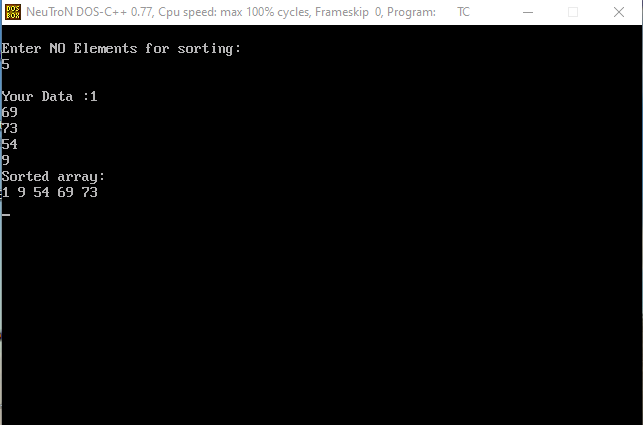 DOS BOX NeuTroN DOS-C++ 0.77, Cpu speed: max 100% cycles, Frameskip 0, Program: TC
Enter NO Elements for sorting:
5
Your Data :1
69
73
54
9
Sorted array:
1 9 54 69 73